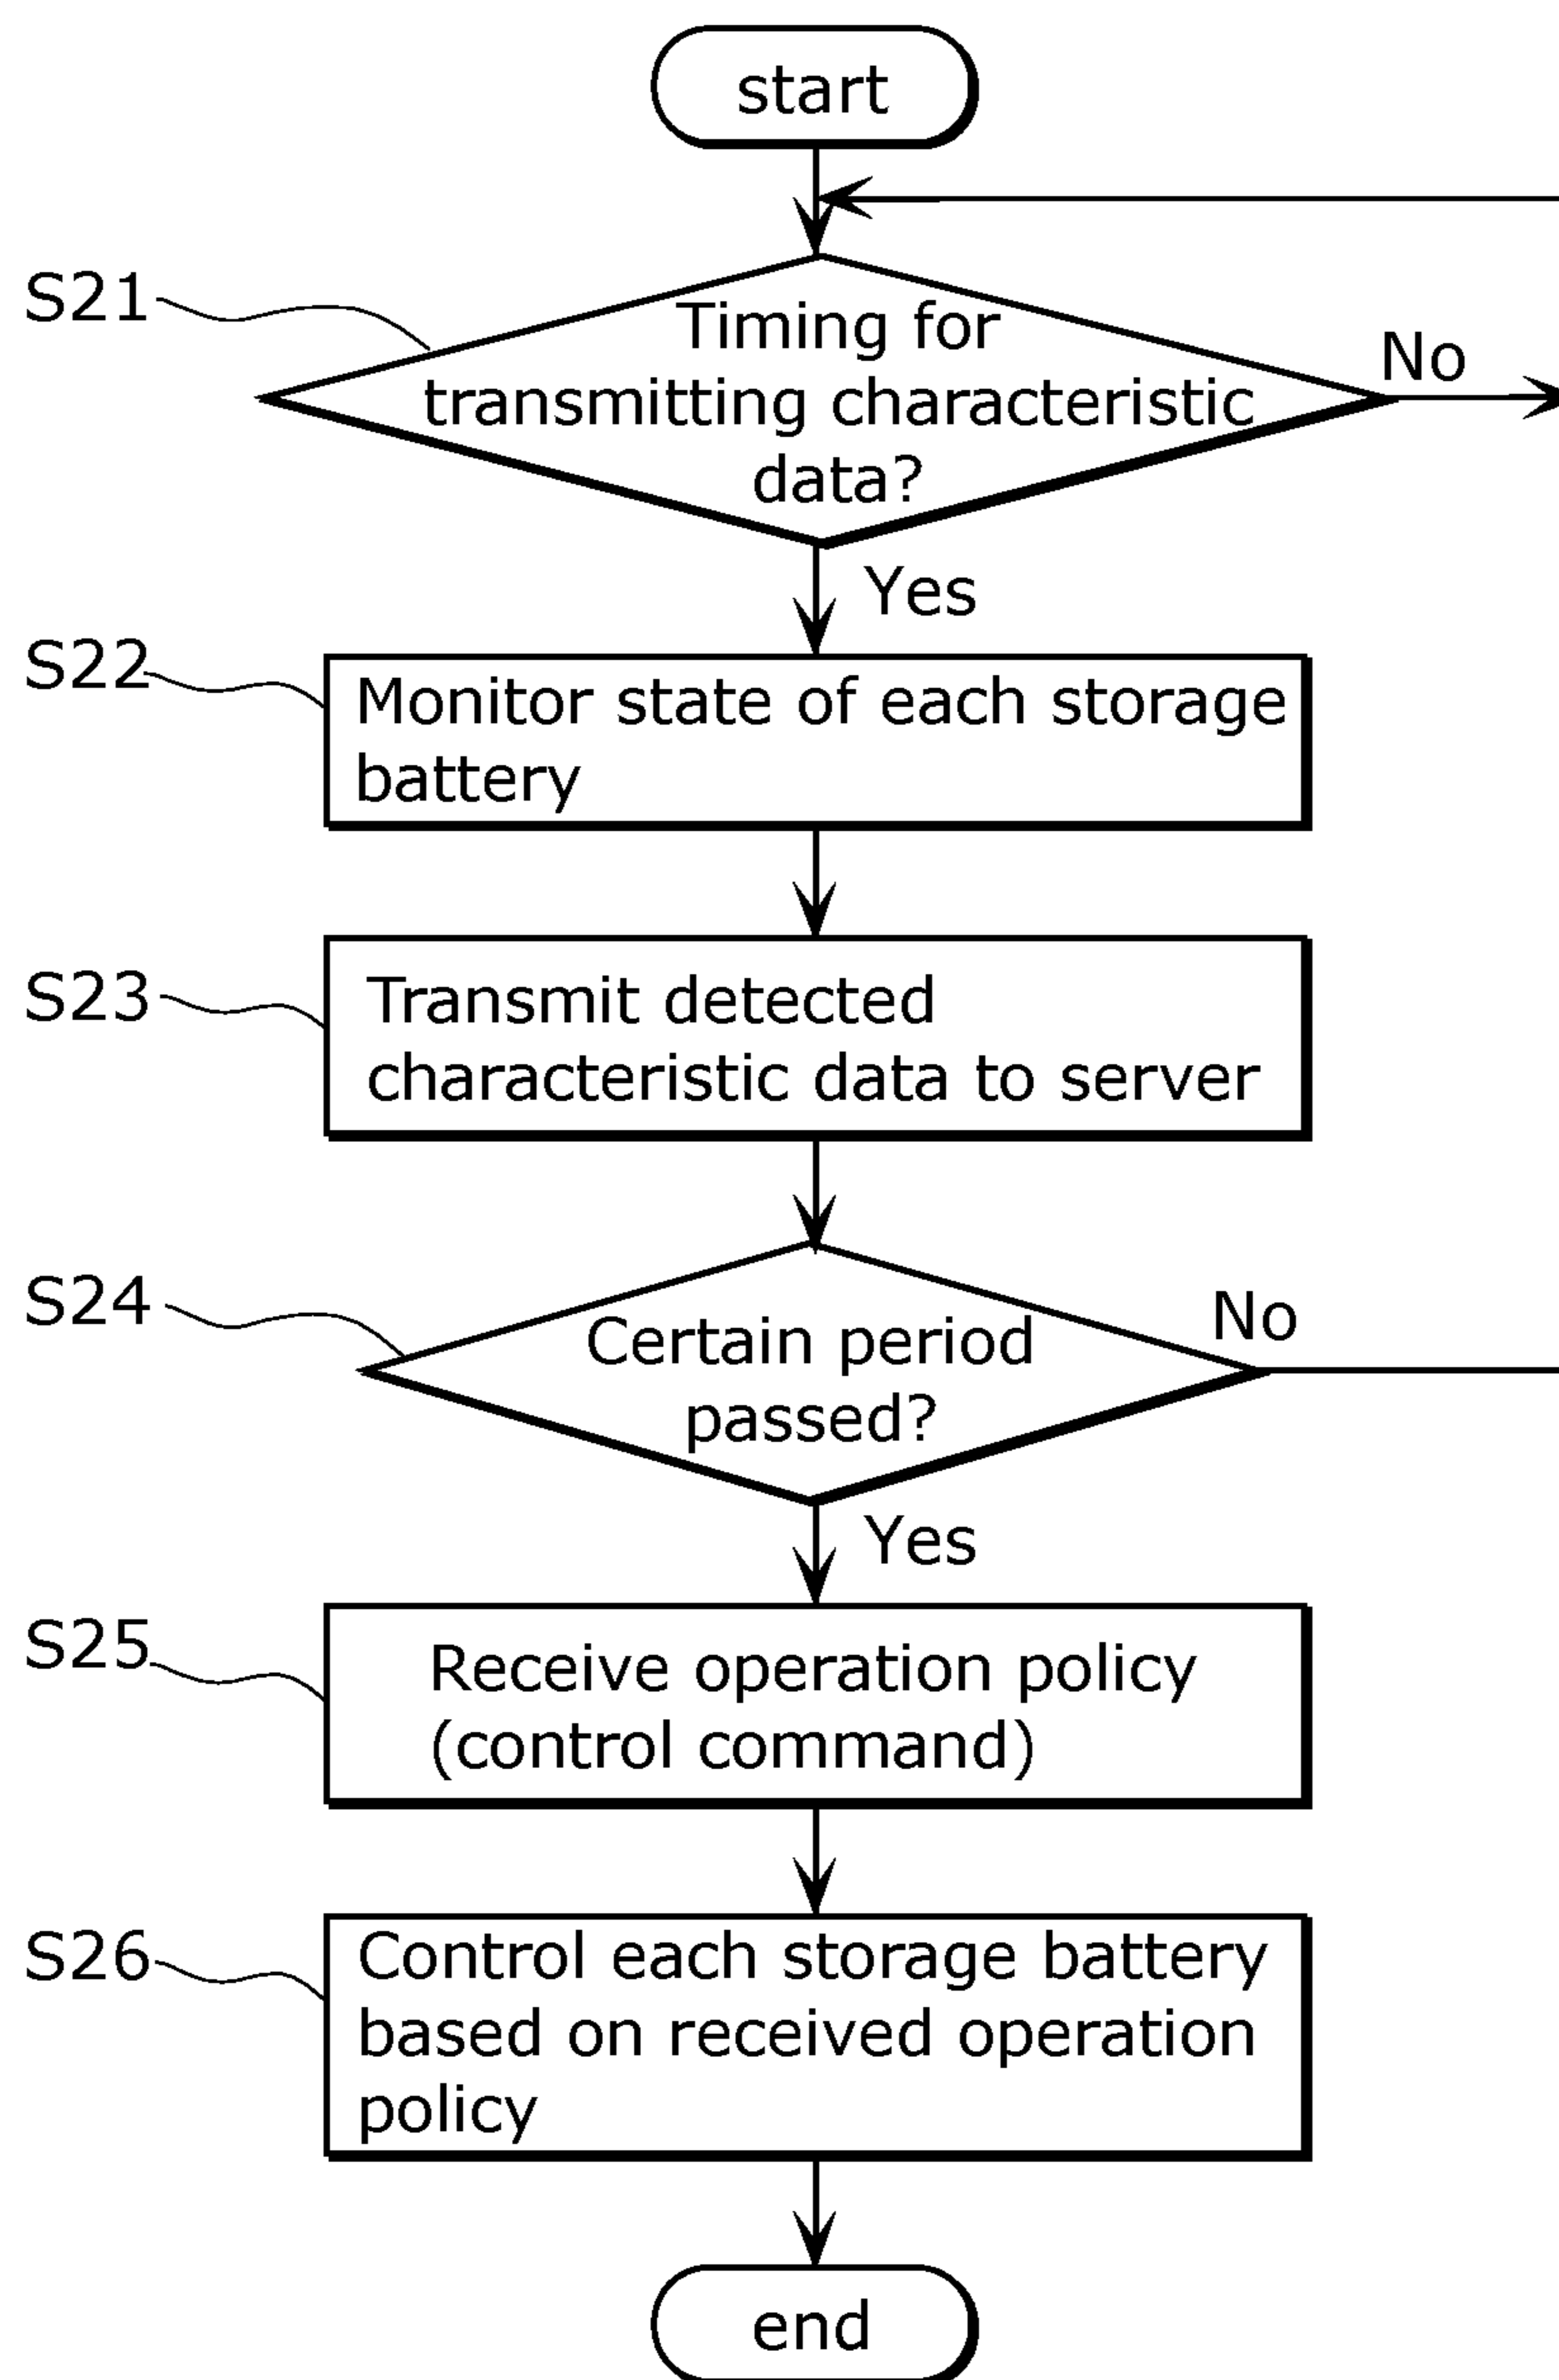 start
S21
Timing for
transmitting characteristic
data?
No
Yes
S22
Monitor state of each storage
battery
S23
Transmit detected
characteristic data to server
S24
Certain period
passed?
No
Yes
S25
Receive operation policy
(control command)
S26
Control each storage battery
based on received operation
policy
end